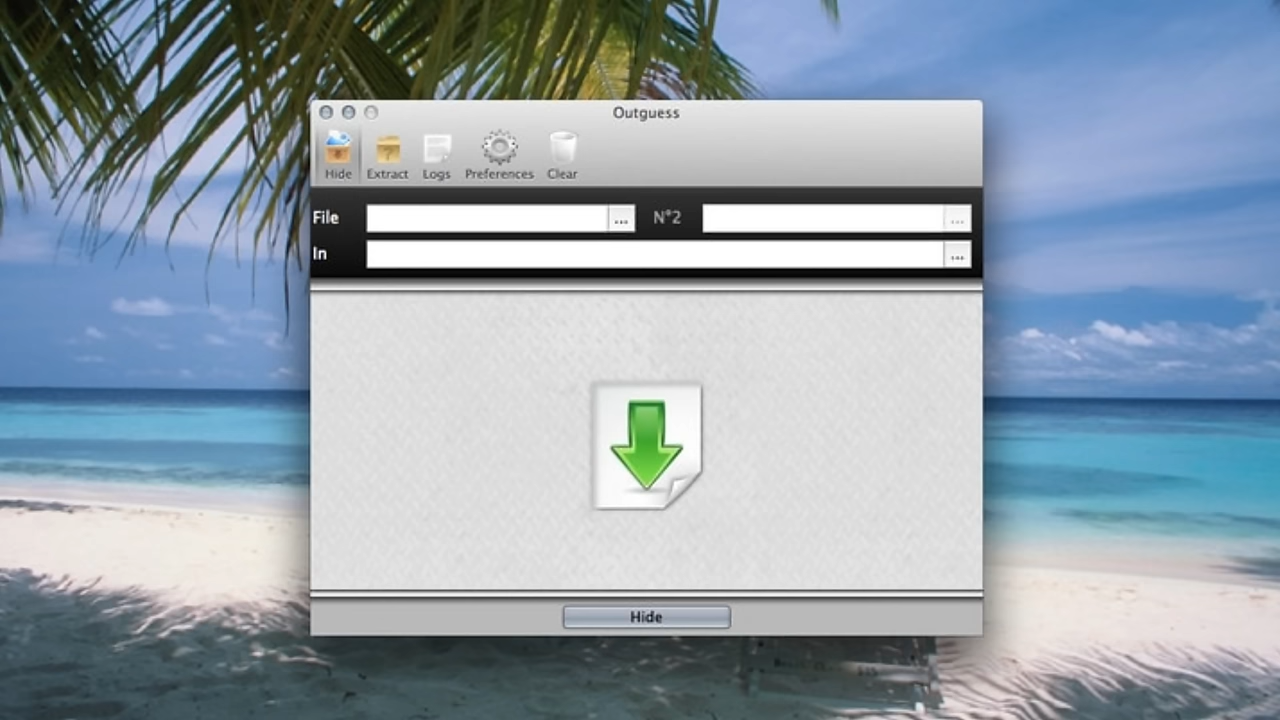 Outguess
Hide Extract Logs Preferences Clear
File ... N°2 ...
In ...
Hide